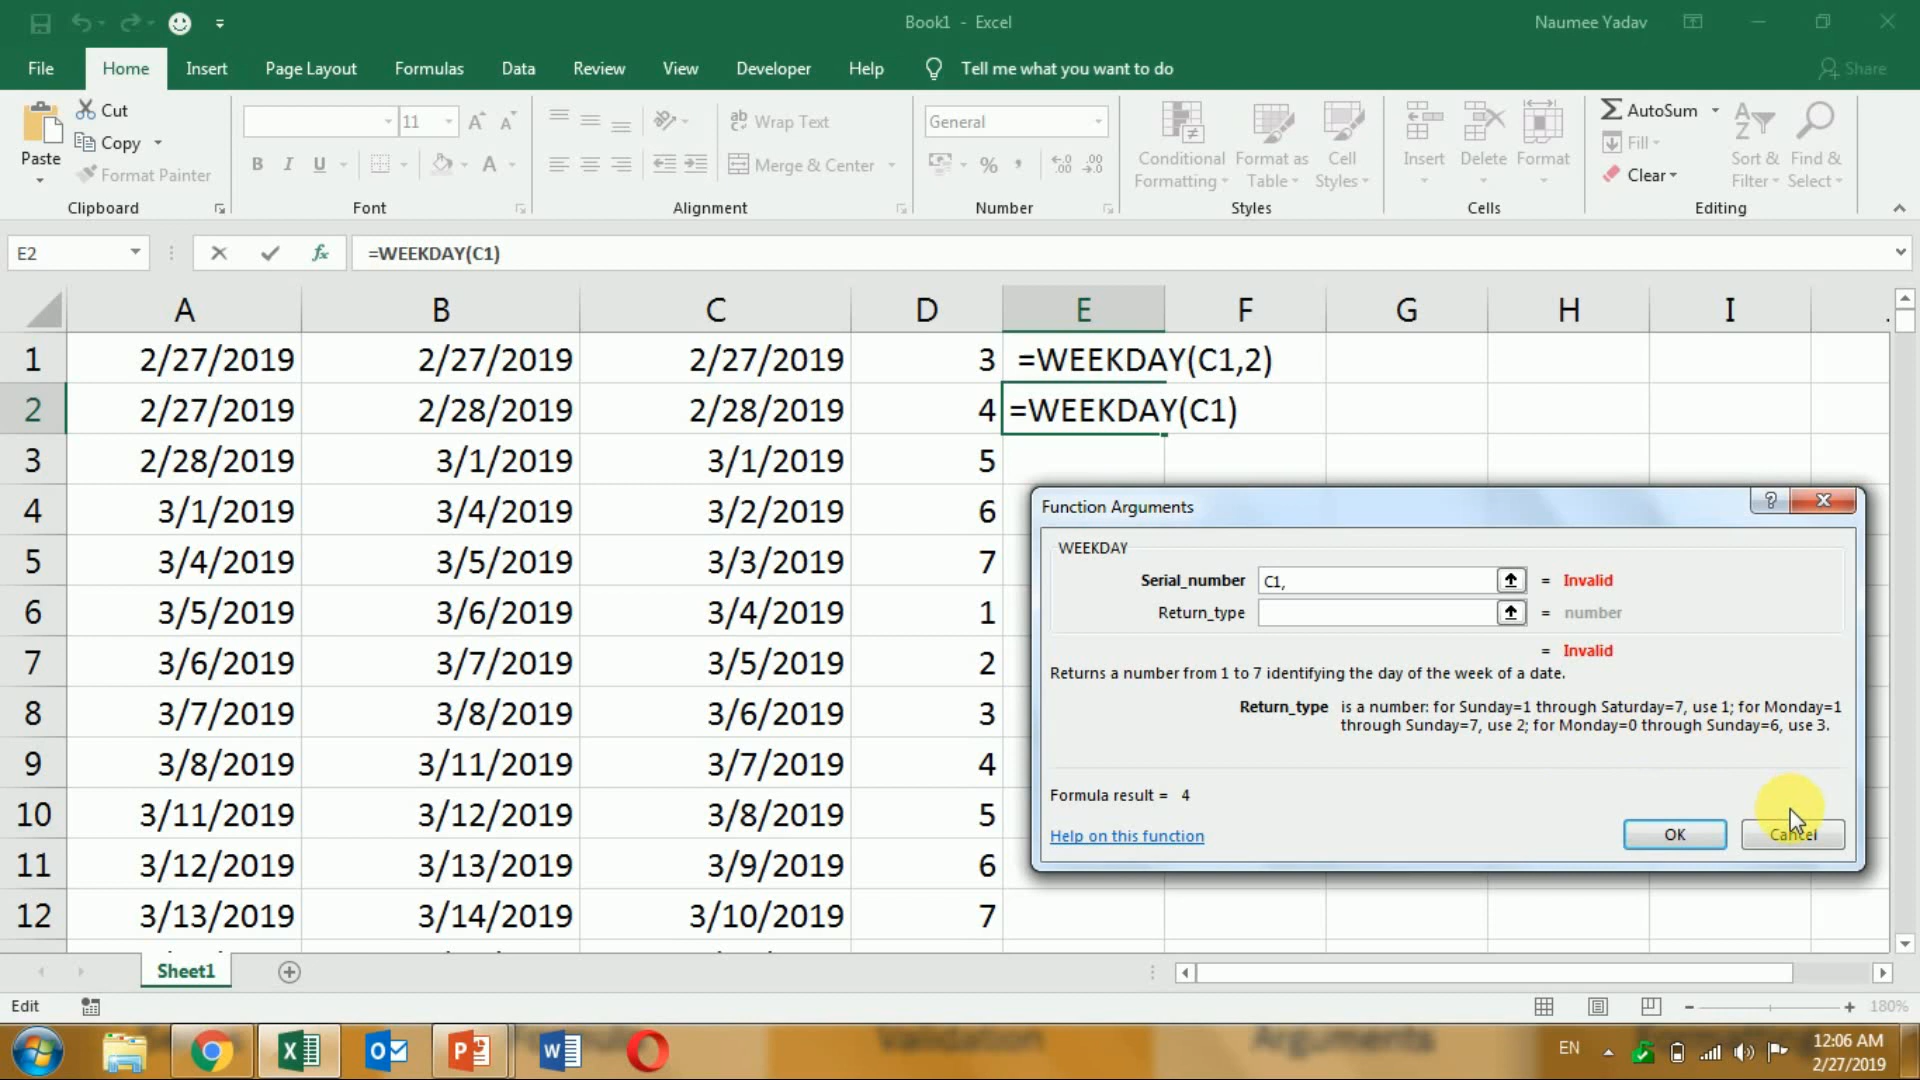 Book1 - Excel
Naumee Yadav
File Home Insert Page Layout Formulas Data Review View Developer Help Tell me what you want to do Share
Paste Cut Copy Format Painter
Clipboard
11
B I U A
Font
Wrap Text
Merge & Center
Alignment
General
% ,
Number
Conditional Formatting Format as Table Cell Styles
Styles
Insert Delete Format
Cells
AutoSum Fill Clear
Sort & Filter Find & Select
Editing
E2 fx =WEEKDAY(C1)
A B C D E F G H I
1 2/27/2019 2/27/2019 2/27/2019 3 =WEEKDAY(C1,2)
2 2/27/2019 2/28/2019 2/28/2019 4 =WEEKDAY(C1)
3 2/28/2019 3/1/2019 3/1/2019 5
4 3/1/2019 3/4/2019 3/2/2019 6
5 3/4/2019 3/5/2019 3/3/2019 7
6 3/5/2019 3/6/2019 3/4/2019 1
7 3/6/2019 3/7/2019 3/5/2019 2
8 3/7/2019 3/8/2019 3/6/2019 3
9 3/8/2019 3/11/2019 3/7/2019 4
10 3/11/2019 3/12/2019 3/8/2019 5
11 3/12/2019 3/13/2019 3/9/2019 6
12 3/13/2019 3/14/2019 3/10/2019 7
Function Arguments
WEEKDAY
Serial_number C1, = Invalid
Return_type = number
= Invalid
Returns a number from 1 to 7 identifying the day of the week of a date.
Return_type is a number: for Sunday=1 through Saturday=7, use 1; for Monday=1
through Sunday=7, use 2; for Monday=0 through Sunday=6, use 3.
Formula result = 4
Help on this function
OK Cancel
Sheet1
Edit
180%
Validation Arguments
EN
12:06 AM
2/27/2019